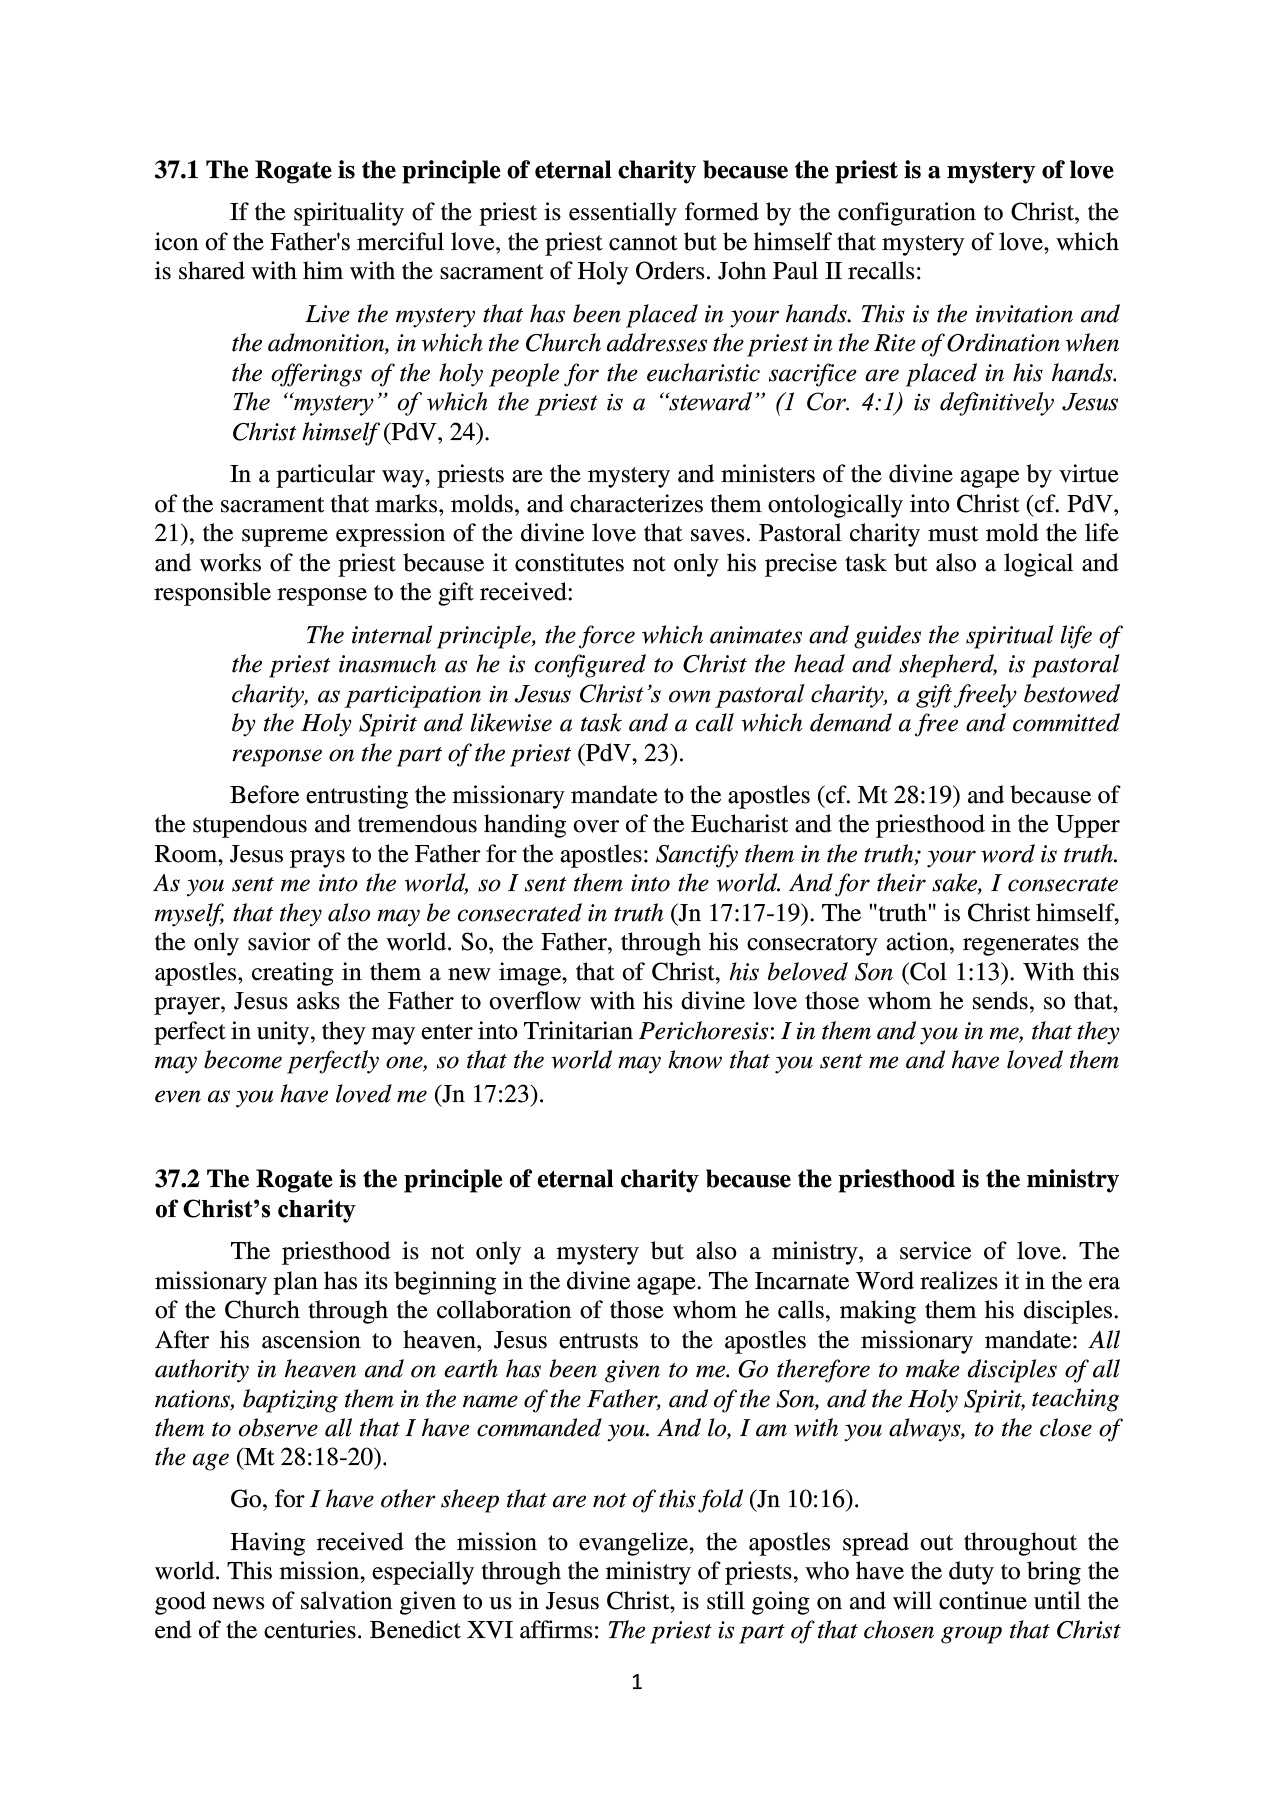 37.1 The Rogate is the principle of eternal charity because the priest is a mystery of love
If the spirituality of the priest is essentially formed by the configuration to Christ, the
icon of the Father's merciful love, the priest cannot but be himself that mystery of love, which
is shared with him with the sacrament of Holy Orders. John Paul II recalls:
Live the mystery that has been placed in your hands. This is the invitation and
the admonition, in which the Church addresses the priest in the Rite of Ordination when
the offerings of the holy people for the eucharistic sacrifice are placed in his hands.
The “mystery” of which the priest is a “steward” (1 Cor. 4:1) is definitively Jesus
Christ himself (PdV, 24).
In a particular way, priests are the mystery and ministers of the divine agape by virtue
of the sacrament that marks, molds, and characterizes them ontologically into Christ (cf. PdV,
21), the supreme expression of the divine love that saves. Pastoral charity must mold the life
and works of the priest because it constitutes not only his precise task but also a logical and
responsible response to the gift received:
The internal principle, the force which animates and guides the spiritual life of
the priest inasmuch as he is configured to Christ the head and shepherd, is pastoral
charity, as participation in Jesus Christ’s own pastoral charity, a gift freely bestowed
by the Holy Spirit and likewise a task and a call which demand a free and committed
response on the part of the priest (PdV, 23).
Before entrusting the missionary mandate to the apostles (cf. Mt 28:19) and because of
the stupendous and tremendous handing over of the Eucharist and the priesthood in the Upper
Room, Jesus prays to the Father for the apostles: Sanctify them in the truth; your word is truth.
As you sent me into the world, so I sent them into the world. And for their sake, I consecrate
myself, that they also may be consecrated in truth (Jn 17:17-19). The "truth" is Christ himself,
the only savior of the world. So, the Father, through his consecratory action, regenerates the
apostles, creating in them a new image, that of Christ, his beloved Son (Col 1:13). With this
prayer, Jesus asks the Father to overflow with his divine love those whom he sends, so that,
perfect in unity, they may enter into Trinitarian Perichoresis: I in them and you in me, that they
may become perfectly one, so that the world may know that you sent me and have loved them
even as you have loved me (Jn 17:23).
37.2 The Rogate is the principle of eternal charity because the priesthood is the ministry
of Christ’s charity
The priesthood is not only a mystery but also a ministry, a service of love. The
missionary plan has its beginning in the divine agape. The Incarnate Word realizes it in the era
of the Church through the collaboration of those whom he calls, making them his disciples.
After his ascension to heaven, Jesus entrusts to the apostles the missionary mandate: All
authority in heaven and on earth has been given to me. Go therefore to make disciples of all
nations, baptizing them in the name of the Father, and of the Son, and the Holy Spirit, teaching
them to observe all that I have commanded you. And lo, I am with you always, to the close of
the age (Mt 28:18-20).
Go, for I have other sheep that are not of this fold (Jn 10:16).
Having received the mission to evangelize, the apostles spread out throughout the
world. This mission, especially through the ministry of priests, who have the duty to bring the
good news of salvation given to us in Jesus Christ, is still going on and will continue until the
end of the centuries. Benedict XVI affirms: The priest is part of that chosen group that Christ
1